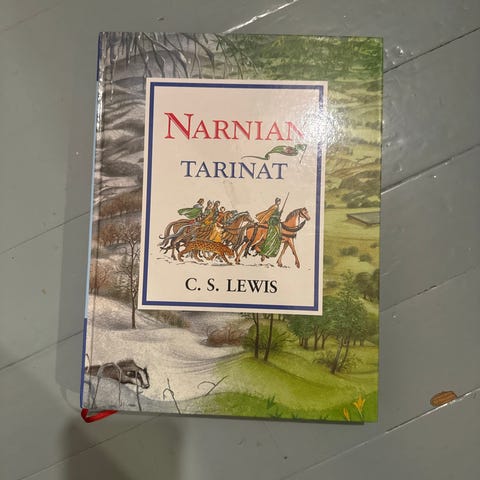 NARNIAN
TARINAT
C. S. LEWIS